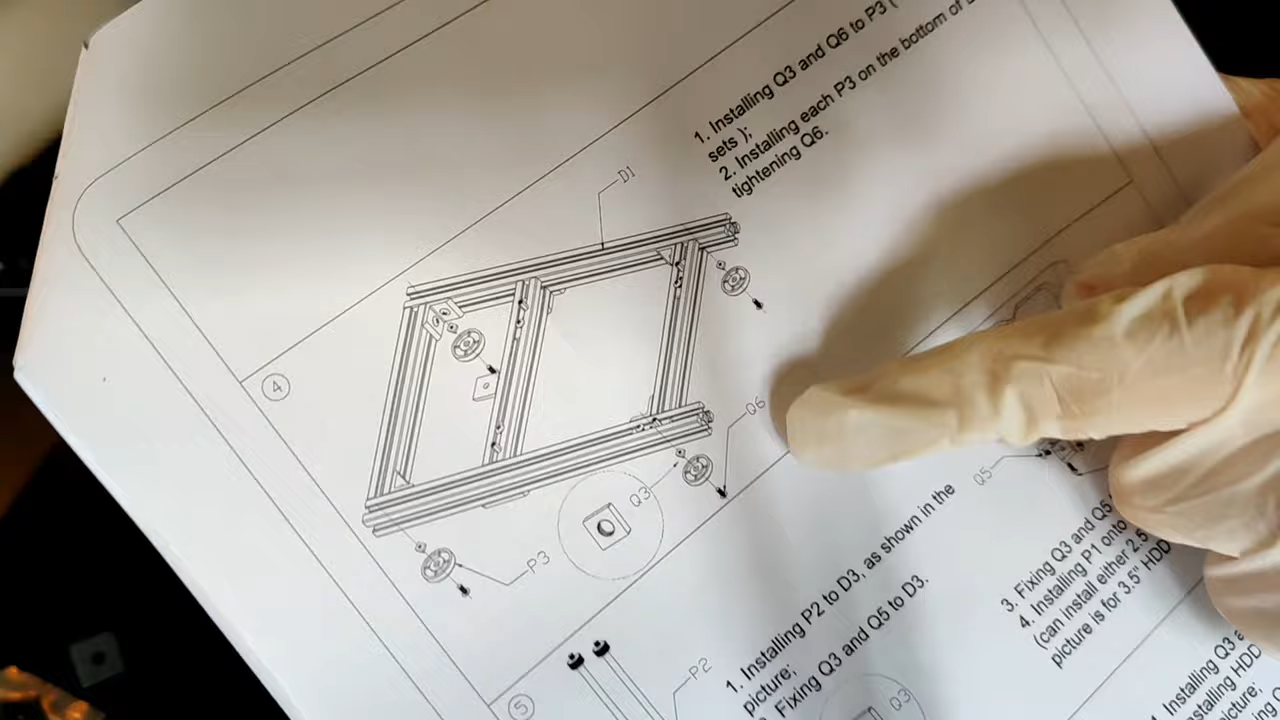 1. Installing Q3 and Q6 to P3 (
sets );
2. Installing each P3 on the bottom of
tightening Q6.
D1
4
Q6
Q3
P3
Q5
3. Fixing Q3 and Q5
4. Installing P1 onto
(can install either 2.5
picture is for 3.5" HDD
1. Installing P2 to D3, as shown in the
picture;
Fixing Q3 and Q5 to D3.
5
P2
Q3
Installing Q3
installing HDD